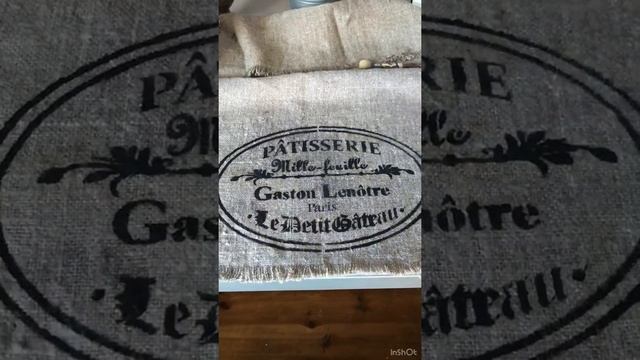 PÂTISSERIE
Mille-feuille
Gaston Lenôtre
Paris
·Le Petit Gâteau·
InShOt